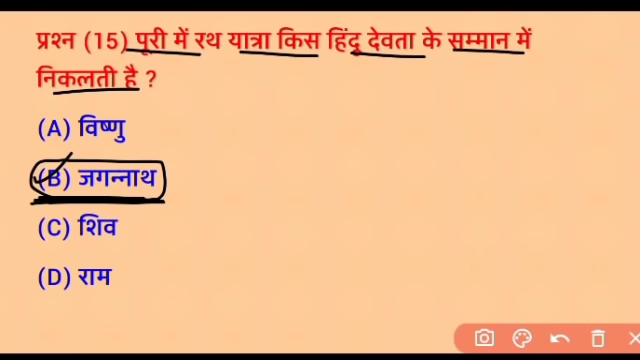 प्रश्न (15) पूरी में रथ यात्रा किस हिंदू देवता के सम्मान में
निकलती है ?
(A) विष्णु
(B) जगन्नाथ
(C) शिव
(D) राम